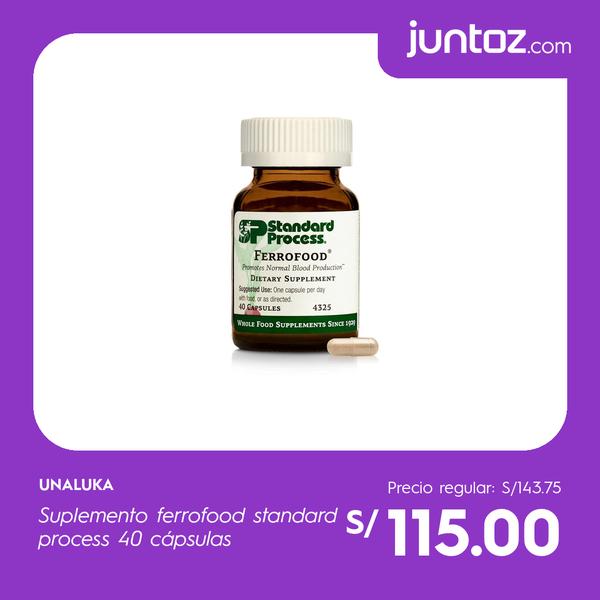 juntoz.com
Standard
Process®
FERROFOOD®
Promotes Normal Blood Production™
DIETARY SUPPLEMENT
Suggested Use: One capsule per day
with food, or as directed.
40 CAPSULES 4325
WHOLE FOOD SUPPLEMENTS SINCE 1929
UNALUKA
Suplemento ferrofood standard
process 40 cápsulas
Precio regular: S/143.75
S/ 115.00